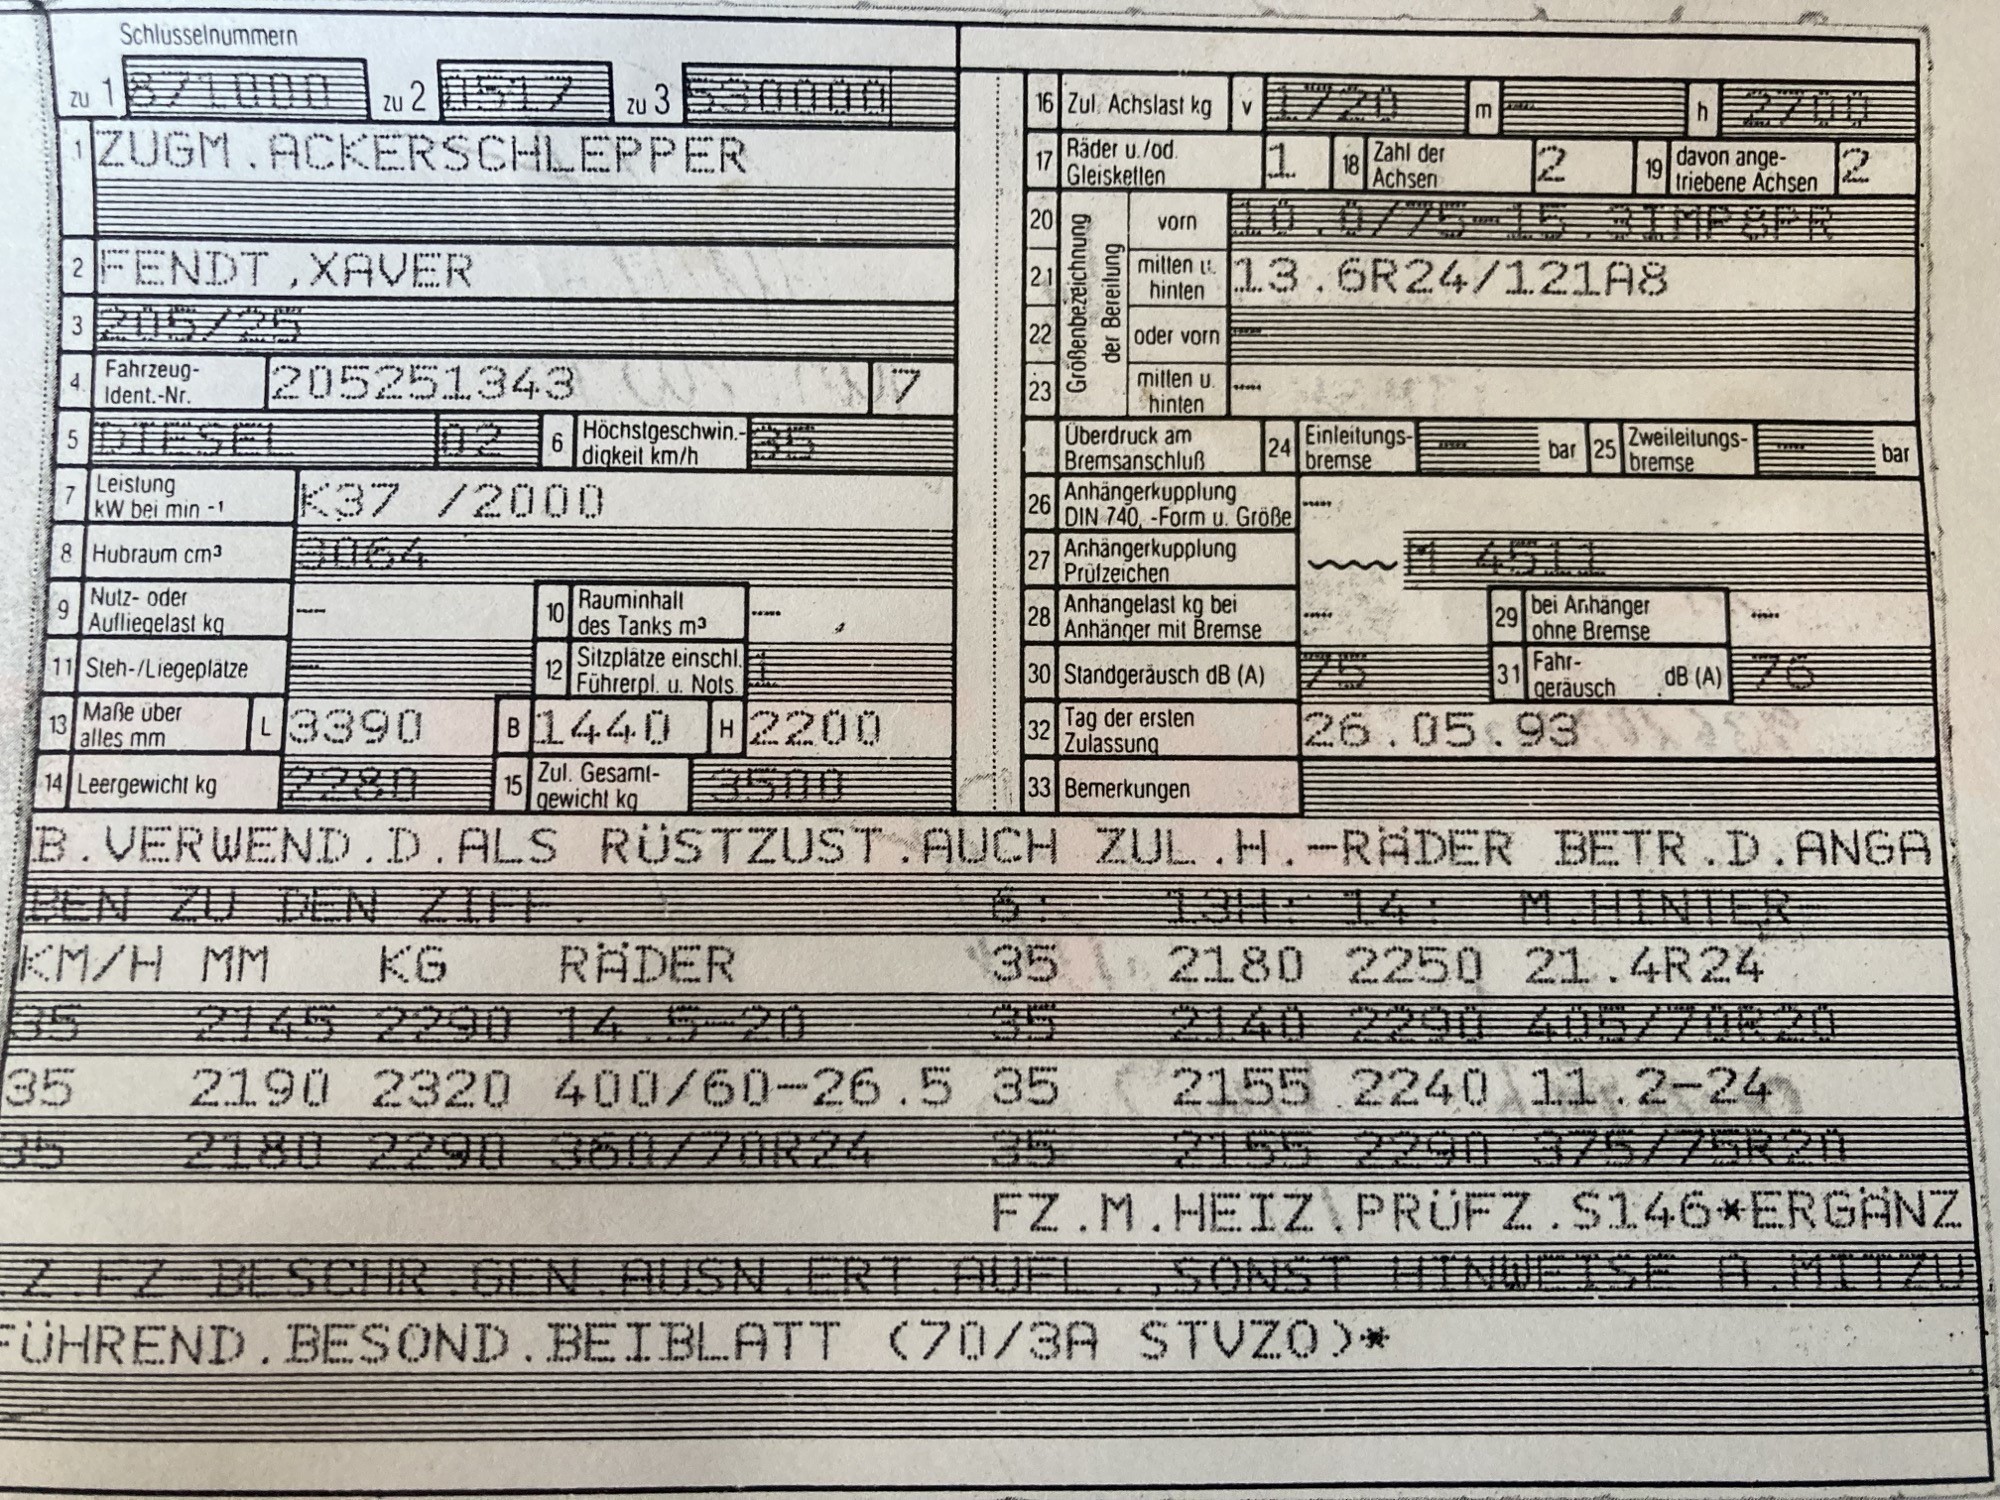 Schlüsselnummern
zu 1 871000 zu 2 0517 zu 3 530000
1 ZUGM.ACKERSCHLEPPER
2 FENDT,XAVER
3 205/25
4 Fahrzeug-Ident.-Nr. 205251343 7
5 DIESEL 02 6 Höchstgeschwin.-digkeit km/h 35
7 Leistung kW bei min -1 K37 /2000
8 Hubraum cm³ 3064
9 Nutz- oder Aufliegelast kg --- 10 Rauminhalt des Tanks m³ ---
11 Steh-/Liegeplätze --- 12 Sitzplätze einschl. Führerpl. u. Nots. 1
13 Maße über alles mm L 3390 B 1440 H 2200
14 Leergewicht kg 2280 15 Zul. Gesamt-gewicht kg 3500
16 Zul. Achslast kg v 1720 m --- h 2700
17 Räder u./od. Gleisketten 1 18 Zahl der Achsen 2 19 davon ange-triebene Achsen 2
Größenbezeichnung der Bereifung
20 vorn 10.0/75-15.3IMP8PR
21 mitten u. hinten 13.6R24/121A8
22 oder vorn ---
23 mitten u. hinten ---
Überdruck am Bremsanschluß 24 Einleitungs-bremse --- bar 25 Zweileitungs-bremse --- bar
26 Anhängerkupplung DIN 740, -Form u. Größe ---
27 Anhängerkupplung Prüfzeichen M 4511
28 Anhängelast kg bei Anhänger mit Bremse --- 29 bei Anhänger ohne Bremse ---
30 Standgeräusch dB (A) 75 31 Fahr-geräusch dB (A) 76
32 Tag der ersten Zulassung 26.05.93
33 Bemerkungen
B.VERWEND.D.ALS RÜSTZUST.AUCH ZUL.H.-RÄDER BETR.D.ANGA
BEN ZU DEN ZIFF. 6: 13H: 14: M.HINTER-
KM/H MM KG RÄDER 35 2180 2250 21.4R24
35 2145 2290 14.5-20 35 2140 2290 405/70R20
35 2190 2320 400/60-26.5 35 2155 2240 11.2-24
35 2180 2290 360/70R24 35 2155 2290 375/75R20
FZ.M.HEIZ.PRÜFZ.S146*ERGÄNZ
.Z.FZ-BESCHR.GEN.AUSN.ERT.AUFL.,SONST HINWEISE A.MITZU
FÜHREND.BESOND.BEIBLATT (70/3A STVZO)*